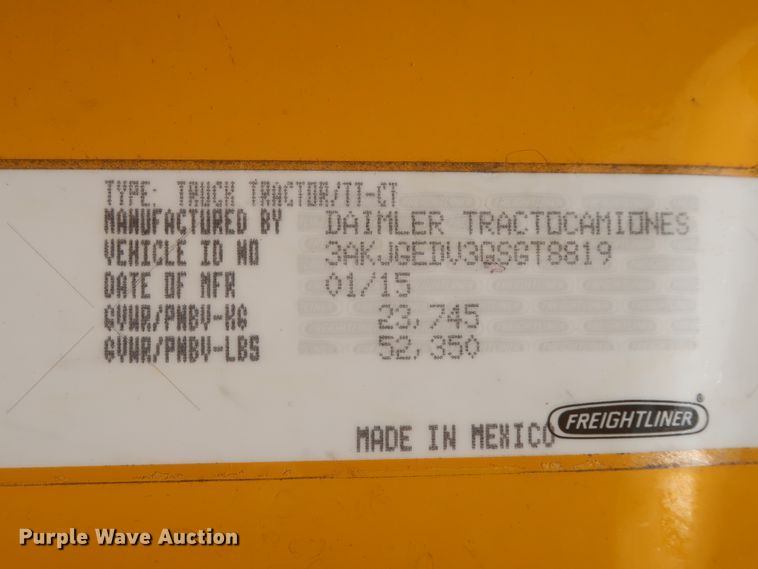 TYPE: TRUCK TRACTOR/TT-CT
MANUFACTURED BY DAIMLER TRACTOCAMIONES
VEHICLE ID NO 3AKJGEDV3GSGT8819
DATE OF MFR 01/15
GVWR/PNBV-KG 23,745
GVWR/PNBV-LBS 52,350
MADE IN MEXICO
FREIGHTLINER®
Purple Wave Auction